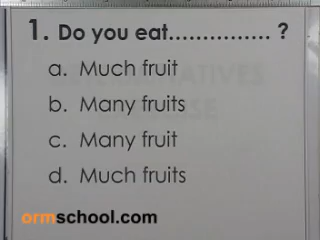 1. Do you eat............... ?
a. Much fruit
b. Many fruits
c. Many fruit
d. Much fruits
ormschool.com